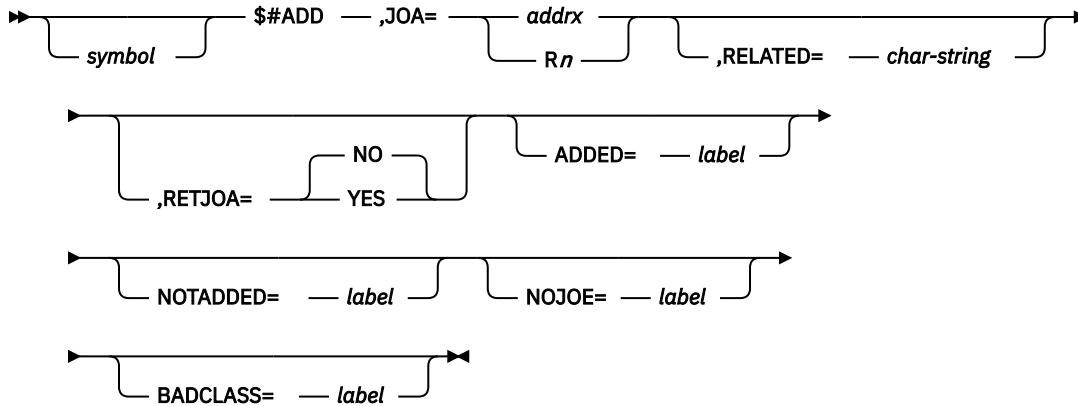 $#ADD ,JOA= addrx
symbol Rn ,RELATED= char-string
NO ADDED= label
,RETJOA= YES
NOTADDED= label NOJOE= label
BADCLASS= label